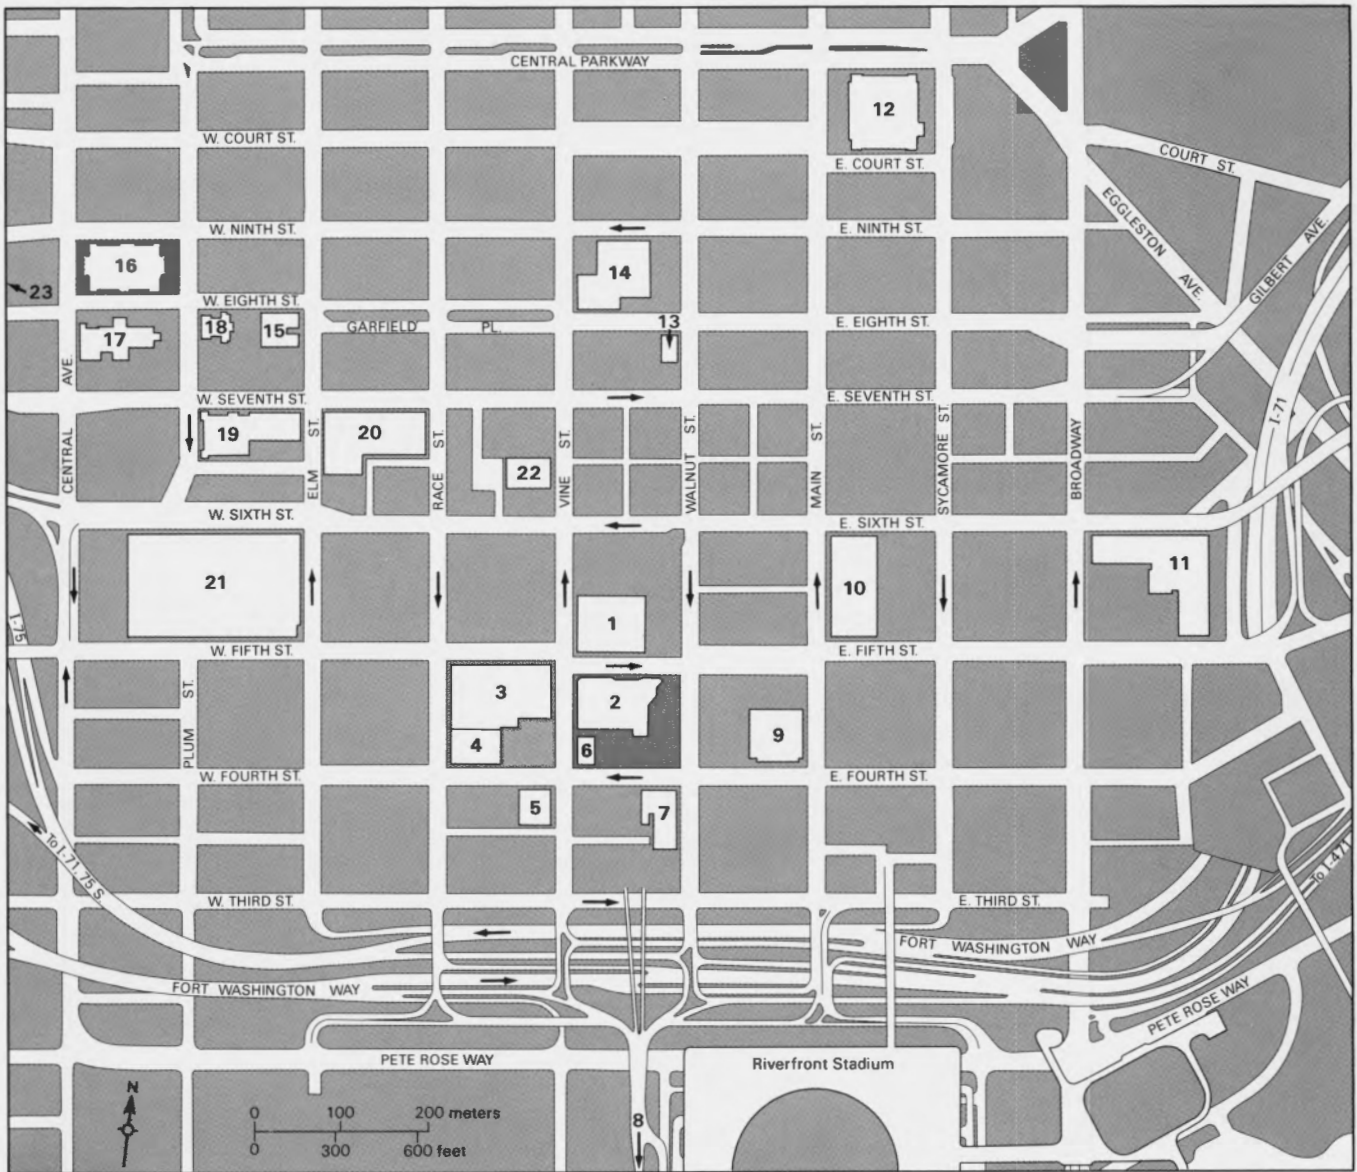 CENTRAL PARKWAY
12
W. COURT ST.
E. COURT ST.
COURT ST.
EGGLESTON AVE.
GILBERT AVE.
W. NINTH ST.
E. NINTH ST.
16
14
23
W. EIGHTH ST.
18
15
GARFIELD PL.
13
E. EIGHTH ST.
17
CENTRAL AVE.
W. SEVENTH ST.
E. SEVENTH ST.
I-71
19
20
ELM ST.
RACE ST.
VINE ST.
WALNUT ST.
MAIN ST.
SYCAMORE ST.
BROADWAY
22
W. SIXTH ST.
E. SIXTH ST.
21
1
10
11
I-75
W. FIFTH ST.
E. FIFTH ST.
PLUM ST.
3
2
4
6
9
W. FOURTH ST.
E. FOURTH ST.
5
7
To I-71, 75 S
To I-471
W. THIRD ST.
E. THIRD ST.
FORT WASHINGTON WAY
FORT WASHINGTON WAY
PETE ROSE WAY
PETE ROSE WAY
Riverfront Stadium
N
0 100 200 meters
0 300 600 feet
8